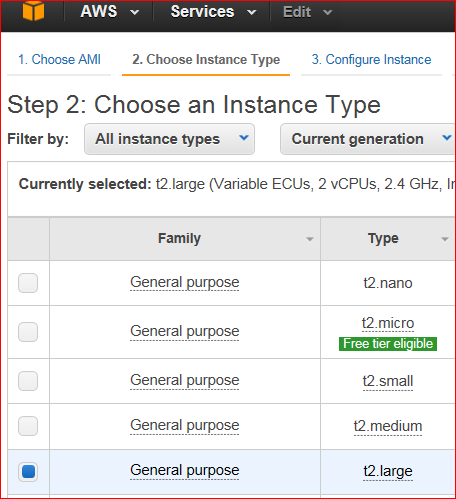 AWS Services Edit
1. Choose AMI 2. Choose Instance Type 3. Configure Instance
Step 2: Choose an Instance Type
Filter by: All instance types Current generation
Currently selected: t2.large (Variable ECUs, 2 vCPUs, 2.4 GHz,
Family Type
General purpose t2.nano
General purpose t2.micro
Free tier eligible
General purpose t2.small
General purpose t2.medium
General purpose t2.large